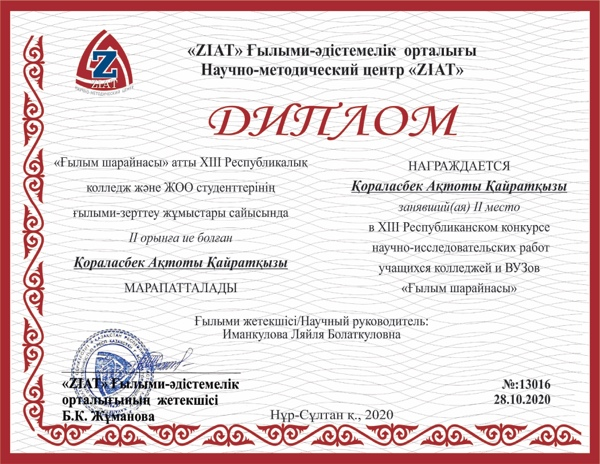 Z
ZIAT
«ZIAT» Ғылыми-әдістемелік орталығы
Научно-методический центр «ZIAT»
ДИПЛОМ
«Ғылым шарайнасы» атты XIII Республикалық
колледж және ЖОО студенттерінің
ғылыми-зерттеу жұмыстары сайысында
II орынға ие болған
Қораласбек Ақтоты Қайратқызы
МАРАПАТТАЛАДЫ
НАГРАЖДАЕТСЯ
Қораласбек Ақтоты Қайратқызы
занявший(ая) II место
в XIII Республиканском конкурсе
научно-исследовательских работ
учащихся колледжей и ВУЗов
«Ғылым шарайнасы»
Ғылыми жетекшісі/Научный руководитель:
Иманкулова Ляйля Болаткуловна
«ZIAT» Ғылыми-әдістемелік
орталығының жетекшісі
Б.К. Жұманова
№:13016
28.10.2020
Нұр-Сұлтан қ., 2020